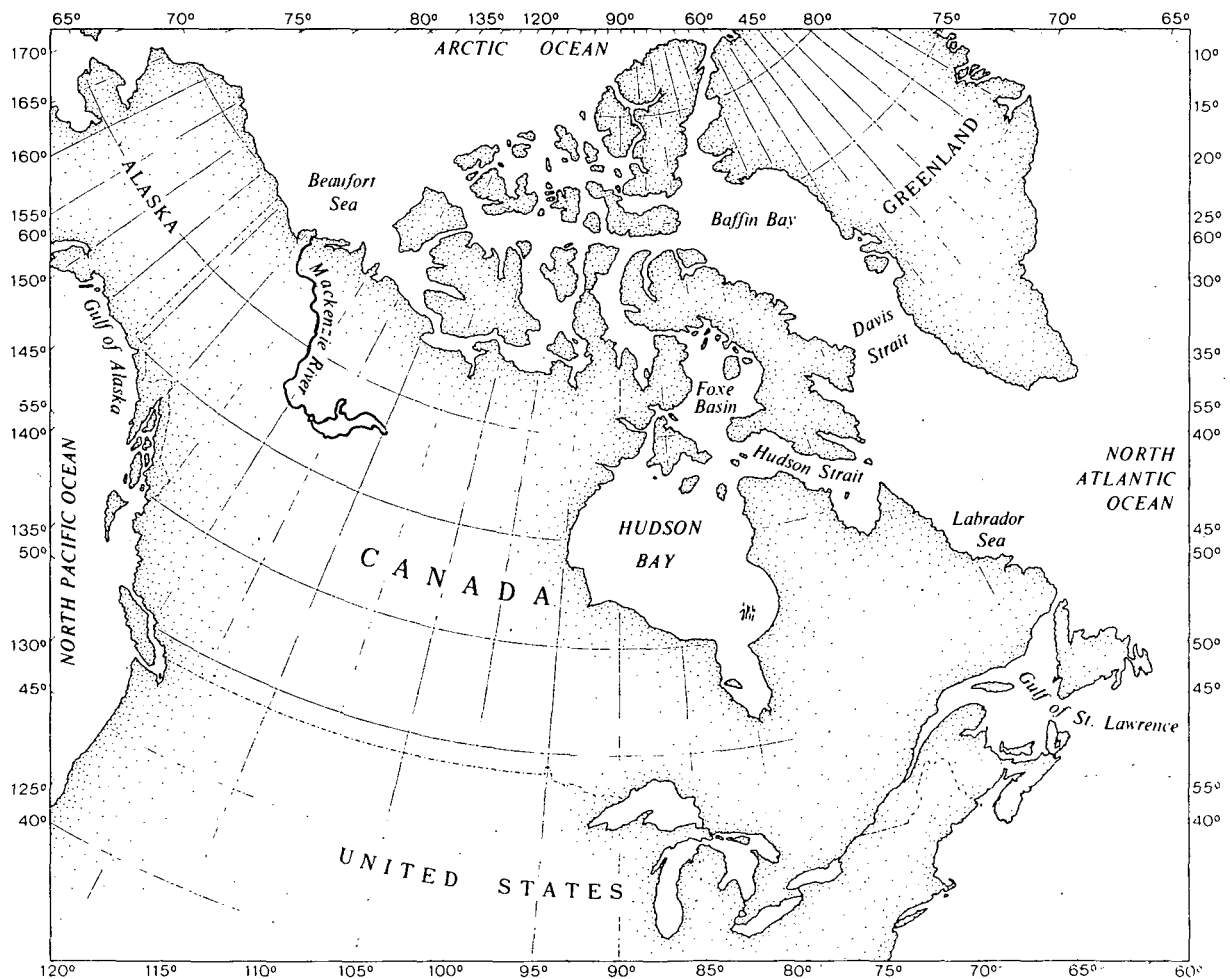 65° 70° 75° 80° 135° 120° 90° 60° 45° 80° 75° 70° 65°
170°
165°
160°
155°
60°
150°
145°
55°
140°
135°
50°
130°
45°
125°
40°
10°
15°
20°
25°
60°
30°
35°
55°
40°
45°
50°
50°
45°
55°
40°
ARCTIC OCEAN
ALASKA
Beaufort
Sea
Baffin Bay
GREENLAND
Mackenzie River
Gulf of Alaska
Davis
Strait
Foxe
Basin
Hudson Strait
NORTH
ATLANTIC
OCEAN
NORTH PACIFIC OCEAN
HUDSON
BAY
Labrador
Sea
CANADA
Gulf of St. Lawrence
UNITED STATES
120° 115° 110° 105° 100° 95° 90° 85° 80° 75° 70° 65° 60°